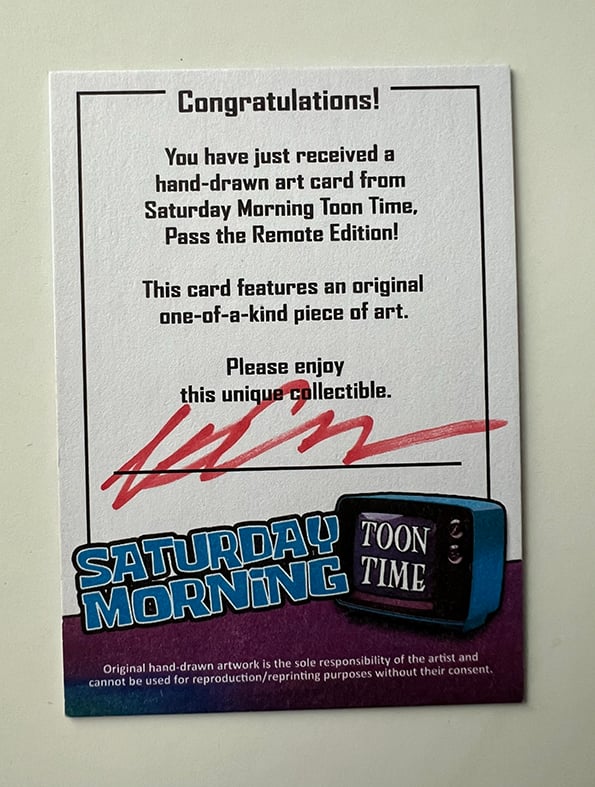 Congratulations!
You have just received a
hand-drawn art card from
Saturday Morning Toon Time,
Pass the Remote Edition!
This card features an original
one-of-a-kind piece of art.
Please enjoy
this unique collectible.
SATURDAY
MORNiNG
TOON
TIME
Original hand-drawn artwork is the sole responsibility of the artist and
cannot be used for reproduction/reprinting purposes without their consent.